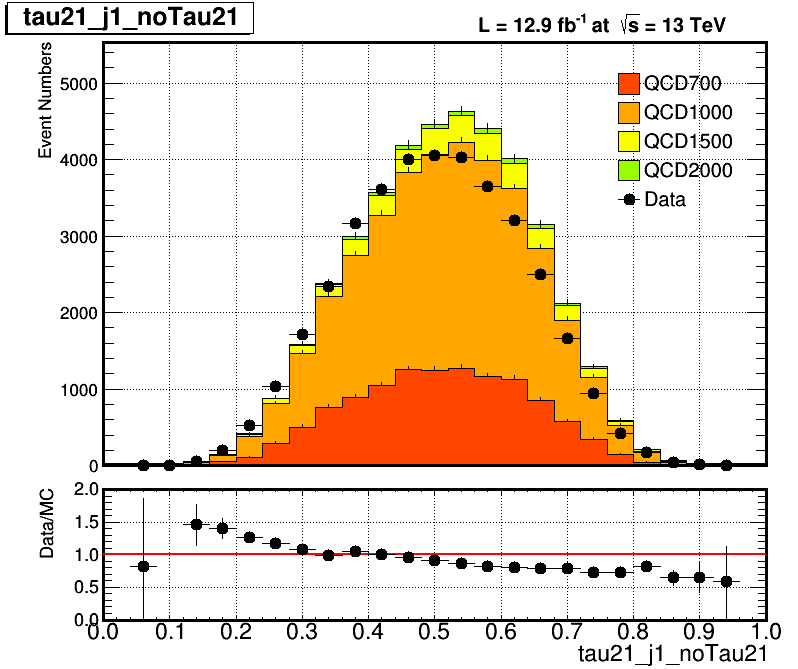 tau21_j1_noTau21
L = 12.9 fb-1 at √s = 13 TeV
Event Numbers
5000
4000
3000
2000
1000
0
QCD700
QCD1000
QCD1500
QCD2000
Data
Data/MC
2.0
1.5
1.0
0.5
0.0
0.0 0.1 0.2 0.3 0.4 0.5 0.6 0.7 0.8 0.9 1.0
tau21_j1_noTau21